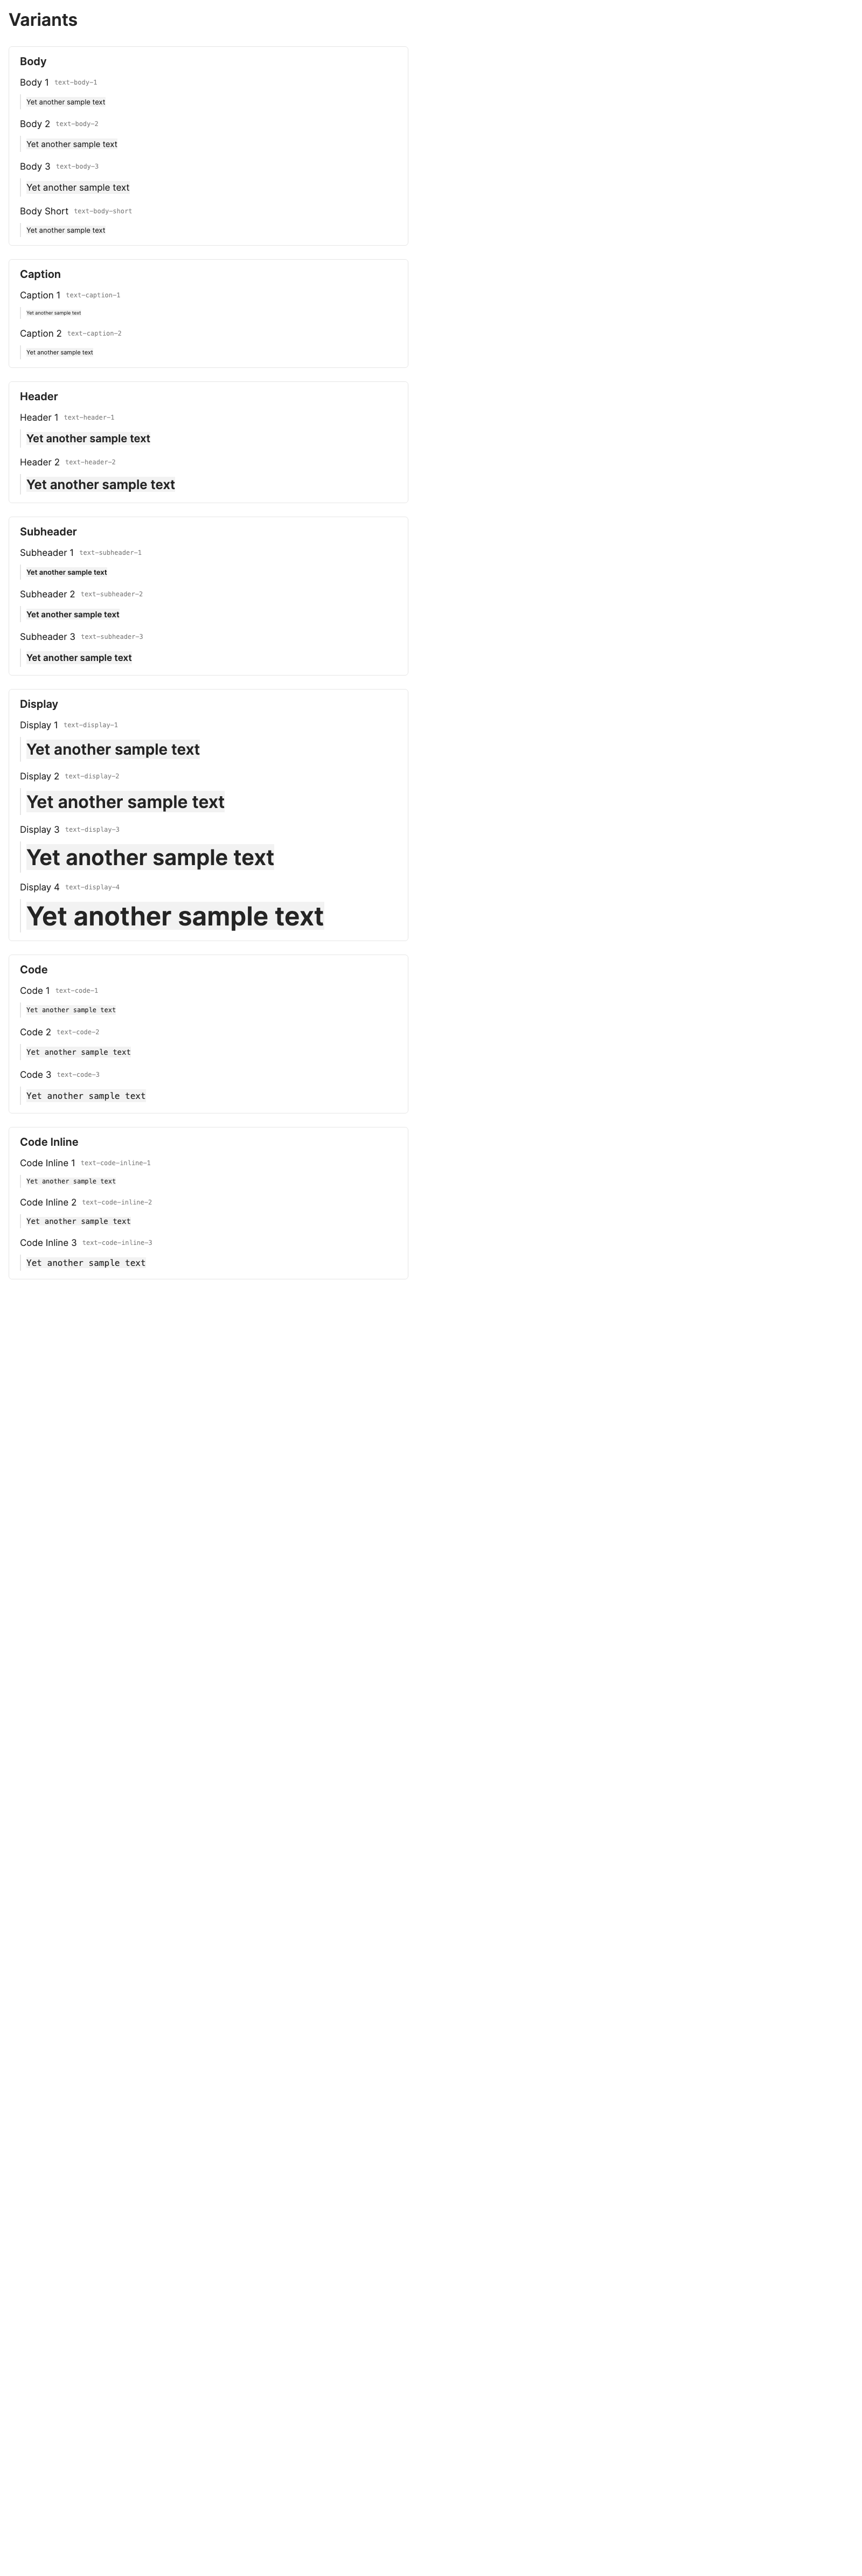 Variants
Body
Body 1 text-body-1
Yet another sample text
Body 2 text-body-2
Yet another sample text
Body 3 text-body-3
Yet another sample text
Body Short text-body-short
Yet another sample text
Caption
Caption 1 text-caption-1
Yet another sample text
Caption 2 text-caption-2
Yet another sample text
Header
Header 1 text-header-1
Yet another sample text
Header 2 text-header-2
Yet another sample text
Subheader
Subheader 1 text-subheader-1
Yet another sample text
Subheader 2 text-subheader-2
Yet another sample text
Subheader 3 text-subheader-3
Yet another sample text
Display
Display 1 text-display-1
Yet another sample text
Display 2 text-display-2
Yet another sample text
Display 3 text-display-3
Yet another sample text
Display 4 text-display-4
Yet another sample text
Code
Code 1 text-code-1
Yet another sample text
Code 2 text-code-2
Yet another sample text
Code 3 text-code-3
Yet another sample text
Code Inline
Code Inline 1 text-code-inline-1
Yet another sample text
Code Inline 2 text-code-inline-2
Yet another sample text
Code Inline 3 text-code-inline-3
Yet another sample text